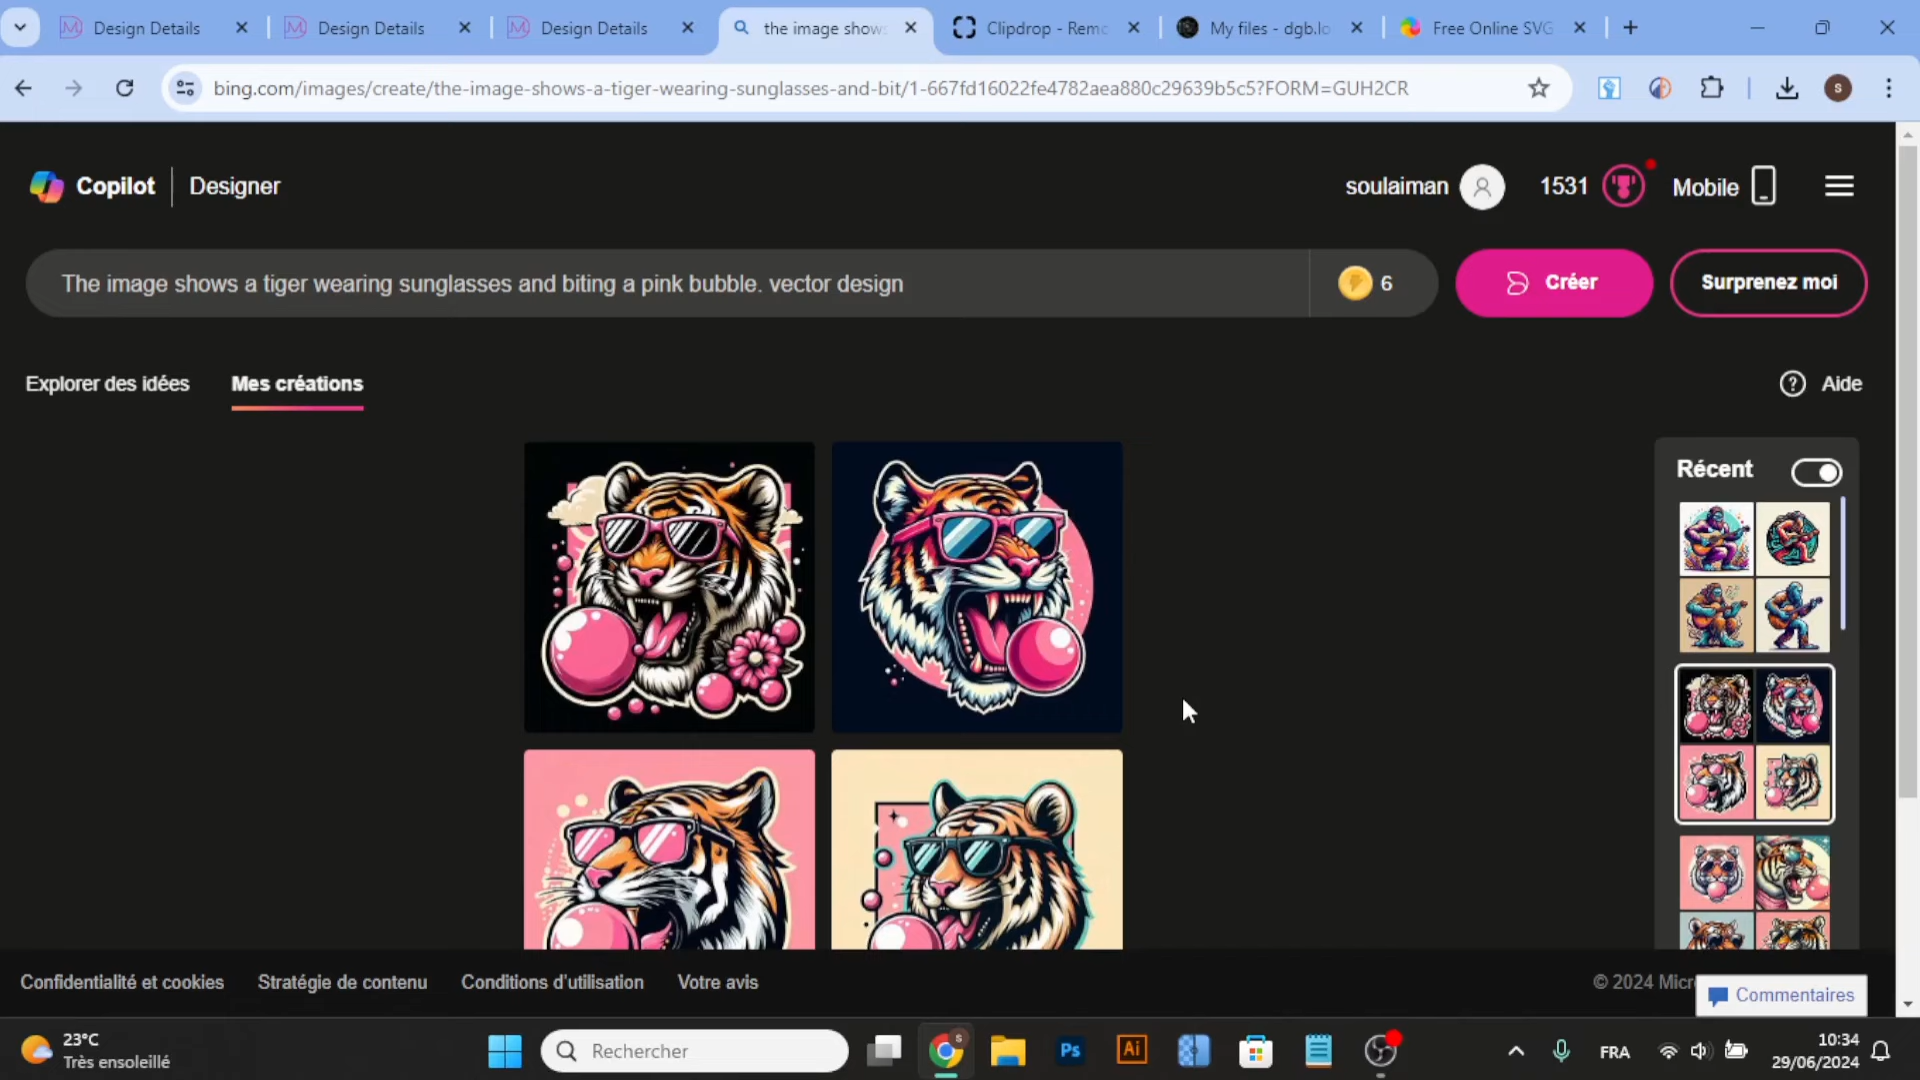 Design Details
Design Details
Design Details
the image show
Clipdrop - Remo
My files - dgb.lo
Free Online SVG
bing.com/images/create/the-image-shows-a-tiger-wearing-sunglasses-and-bit/1-667fd16022fe4782aea880c29639b5c5?FORM=GUH2CR
s
Copilot
Designer
soulaiman
1531
Mobile
The image shows a tiger wearing sunglasses and biting a pink bubble. vector design
6
Créer
Surprenez moi
Explorer des idées
Mes créations
Aide
Récent
Confidentialité et cookies
Stratégie de contenu
Conditions d'utilisation
Votre avis
© 2024 Micr
Commentaires
23°C
Très ensoleillé
Rechercher
s
Ps
Ai
FRA
10:34
29/06/2024